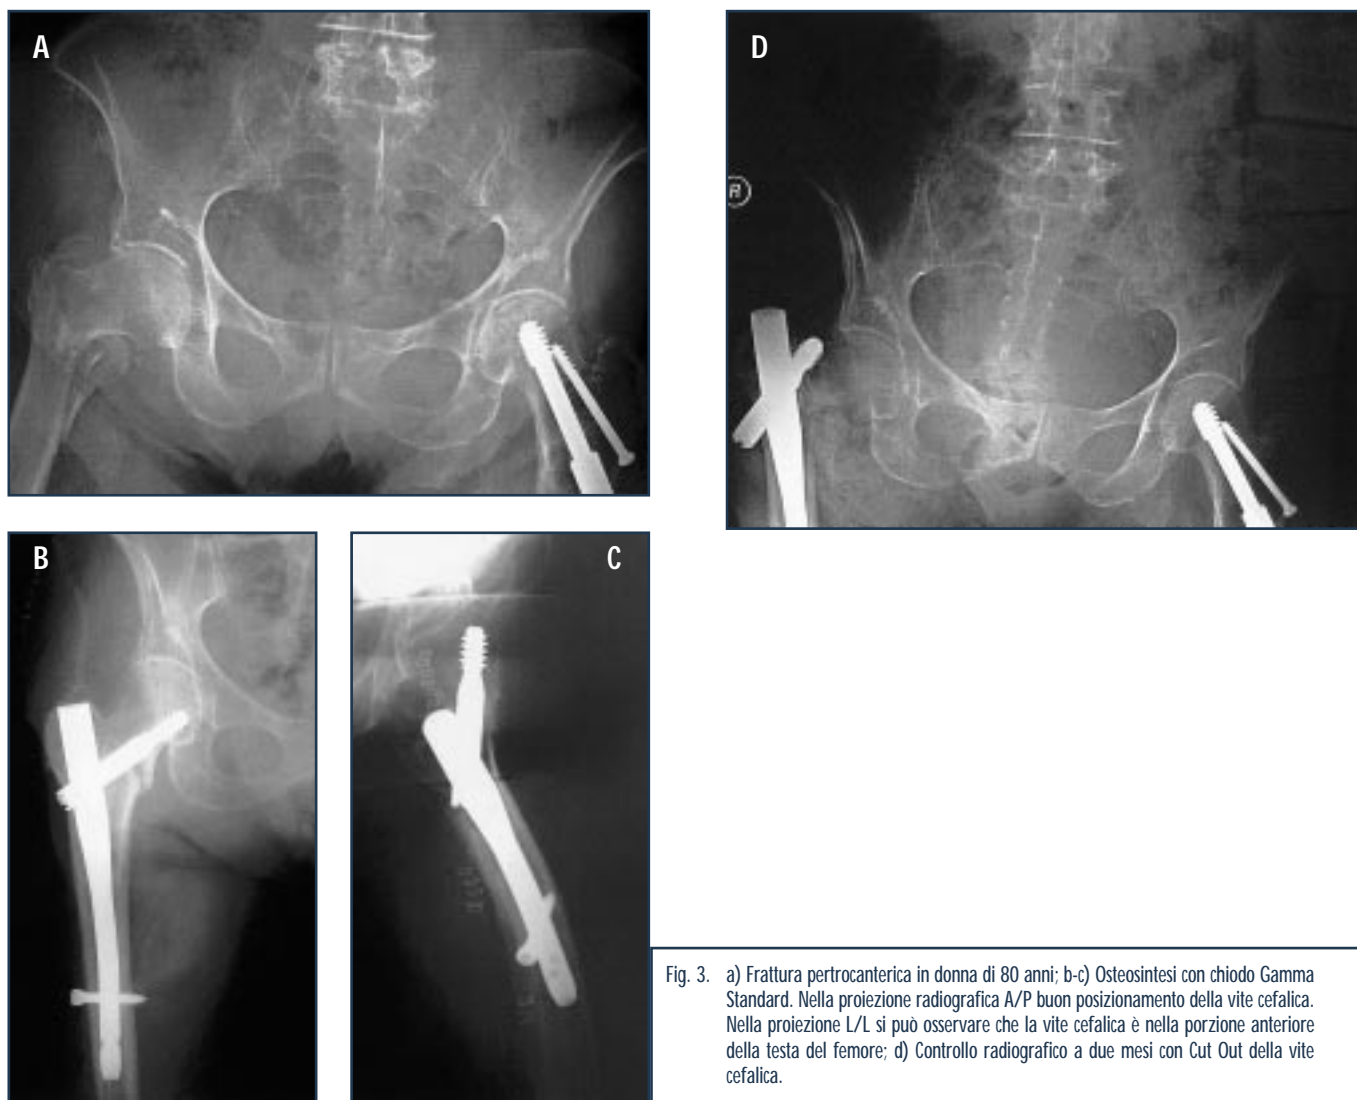 A
D
R
B
C
Fig. 3. a) Frattura pertrocanterica in donna di 80 anni; b-c) Osteosintesi con chiodo Gamma
Standard. Nella proiezione radiografica A/P buon posizionamento della vite cefalica.
Nella proiezione L/L si può osservare che la vite cefalica è nella porzione anteriore
della testa del femore; d) Controllo radiografico a due mesi con Cut Out della vite
cefalica.